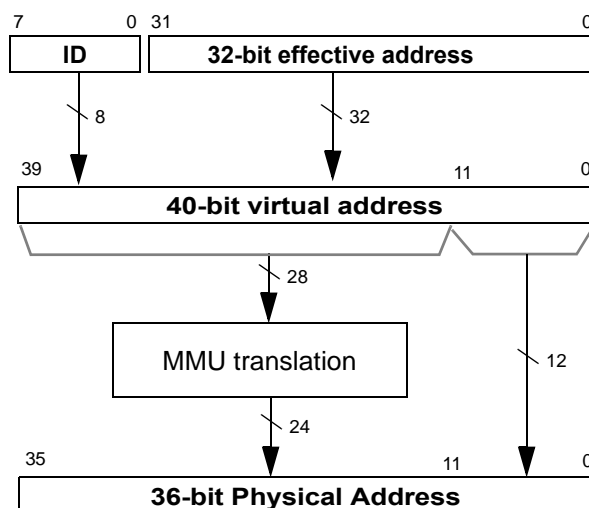 7 0 31 0
ID 32-bit effective address
8 32
39 11 0
40-bit virtual address
28
MMU translation 12
24
35 11 0
36-bit Physical Address